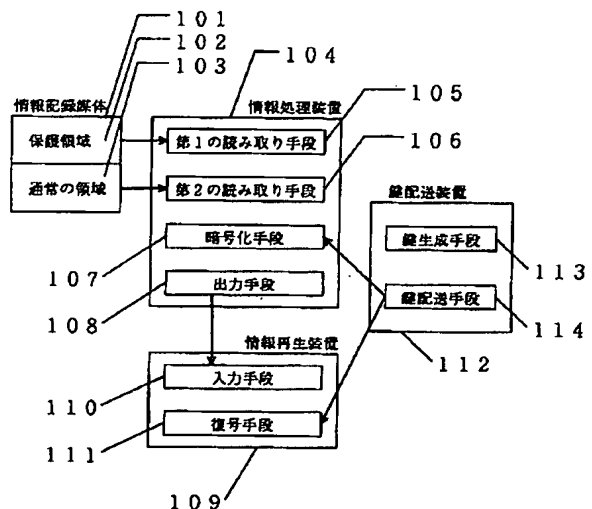 101
102
103
104
情報記録媒体
情報処理装置
105
保護領域
第1の読み取り手段
106
通常の領域
第2の読み取り手段
鍵配送装置
暗号化手段
鍵生成手段
107
113
出力手段
鍵配送手段
108
114
情報再生装置
112
入力手段
110
復号手段
111
109